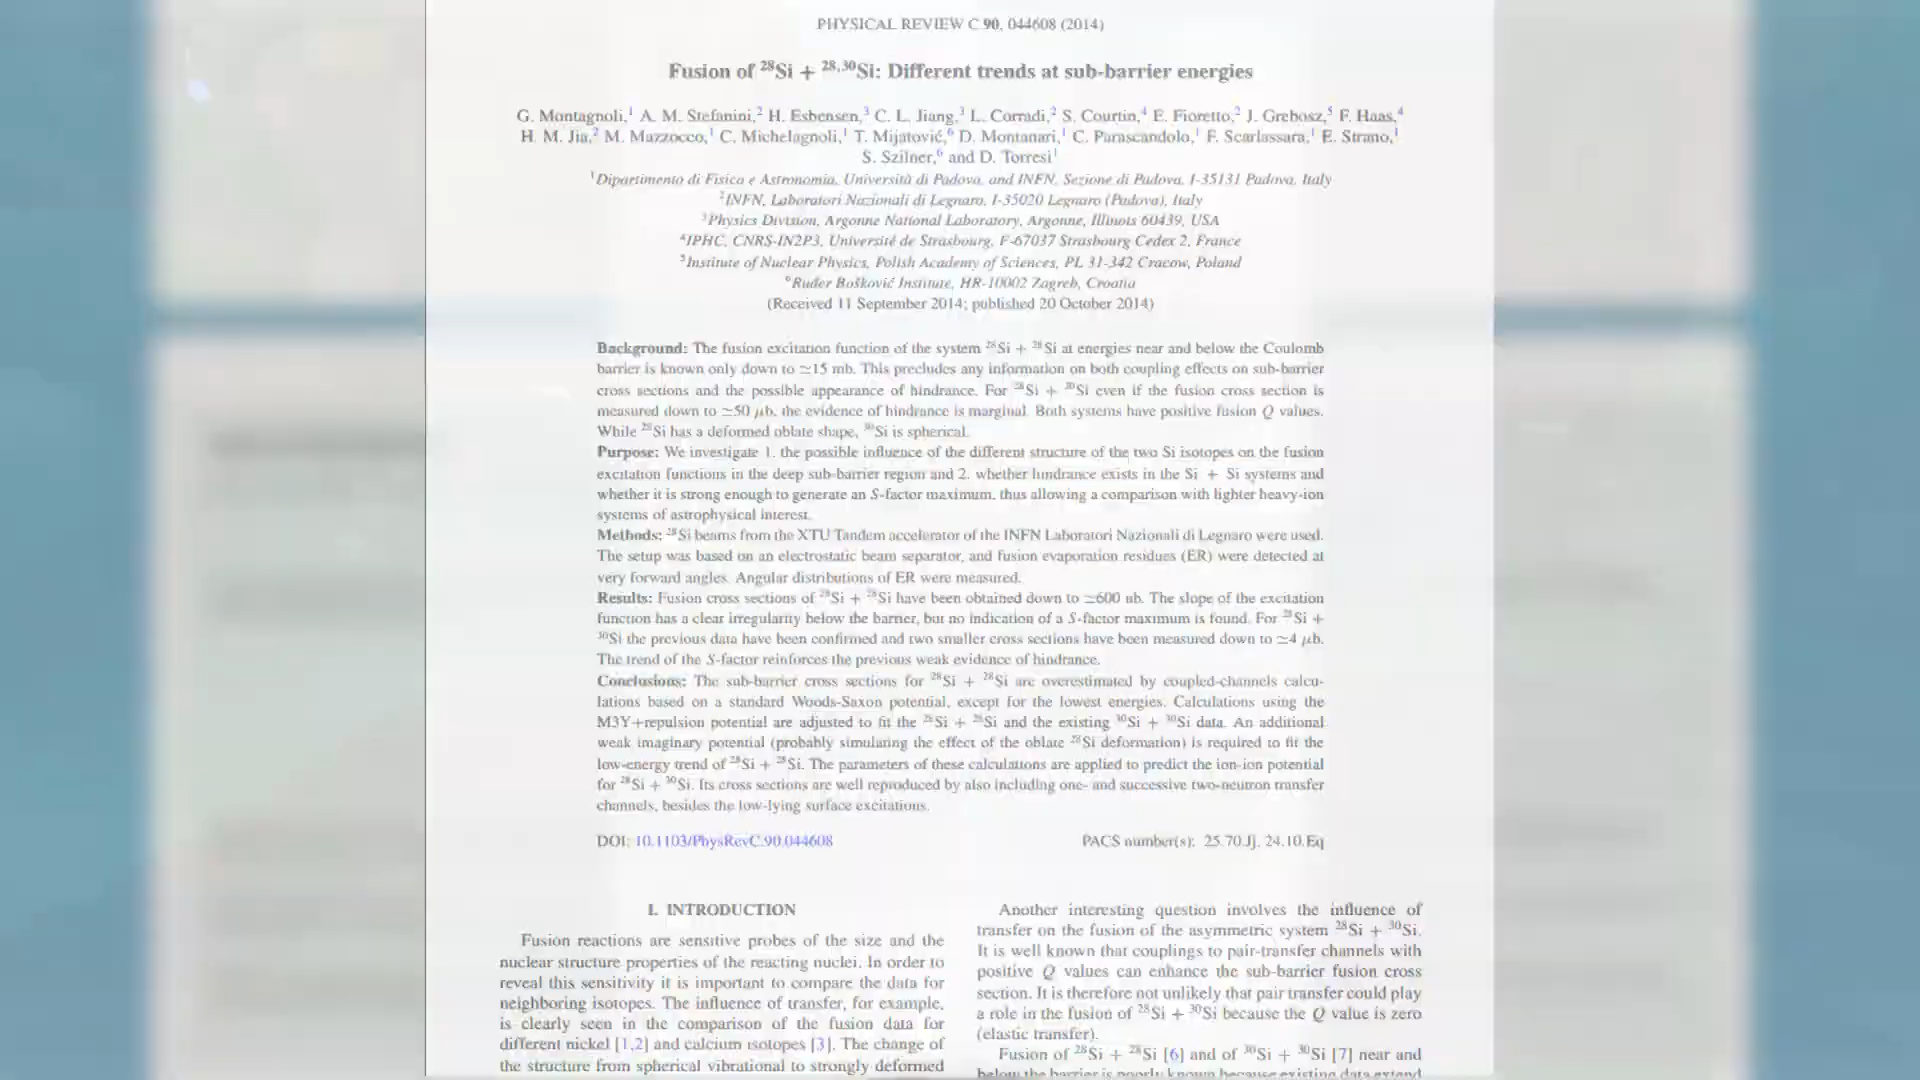 PHYSICAL REVIEW C 90, 044608 (2014)
Fusion of ²⁸Si + ²⁸,³⁰Si: Different trends at sub-barrier energies
G. Montagnoli,¹ A. M. Stefanini,² H. Esbensen,³ C. L. Jiang,³ L. Corradi,² S. Courtin,⁴ E. Fioretto,² J. Grebosz,⁵ F. Haas,⁴
H. M. Jia,² M. Mazzocco,¹ C. Michelagnoli,¹ T. Mijatović,⁶ D. Montanari,¹ C. Parascandolo,¹ F. Scarlassara,¹ E. Strano,¹
S. Szilner,⁶ and D. Torresi¹
¹Dipartimento di Fisica e Astronomia, Università di Padova, and INFN, Sezione di Padova, I-35131 Padova, Italy
²INFN, Laboratori Nazionali di Legnaro, I-35020 Legnaro (Padova), Italy
³Physics Division, Argonne National Laboratory, Argonne, Illinois 60439, USA
⁴IPHC, CNRS-IN2P3, Université de Strasbourg, F-67037 Strasbourg Cedex 2, France
⁵Institute of Nuclear Physics, Polish Academy of Sciences, PL 31-342 Cracow, Poland
⁶Ruđer Bošković Institute, HR-10002 Zagreb, Croatia
(Received 11 September 2014; published 20 October 2014)
Background: The fusion excitation function of the system ²⁸Si + ²⁸Si at energies near and below the Coulomb
barrier is known only down to ≃15 mb. This precludes any information on both coupling effects on sub-barrier
cross sections and the possible appearance of hindrance. For ²⁸Si + ³⁰Si even if the fusion cross section is
measured down to ≃50 μb, the evidence of hindrance is marginal. Both systems have positive fusion Q values.
While ²⁸Si has a deformed oblate shape, ³⁰Si is spherical.
Purpose: We investigate 1. the possible influence of the different structure of the two Si isotopes on the fusion
excitation functions in the deep sub-barrier region and 2. whether hindrance exists in the Si + Si systems and
whether it is strong enough to generate an S-factor maximum, thus allowing a comparison with lighter heavy-ion
systems of astrophysical interest.
Methods: ²⁸Si beams from the XTU Tandem accelerator of the INFN Laboratori Nazionali di Legnaro were used.
The setup was based on an electrostatic beam separator, and fusion evaporation residues (ER) were detected at
very forward angles. Angular distributions of ER were measured.
Results: Fusion cross sections of ²⁸Si + ²⁸Si have been obtained down to ≃600 nb. The slope of the excitation
function has a clear irregularity below the barrier, but no indication of a S-factor maximum is found. For ²⁸Si +
³⁰Si the previous data have been confirmed and two smaller cross sections have been measured down to ≃4 μb.
The trend of the S-factor reinforces the previous weak evidence of hindrance.
Conclusions: The sub-barrier cross sections for ²⁸Si + ²⁸Si are overestimated by coupled-channels calcu-
lations based on a standard Woods-Saxon potential, except for the lowest energies. Calculations using the
M3Y+repulsion potential are adjusted to fit the ²⁸Si + ²⁸Si and the existing ³⁰Si + ³⁰Si data. An additional
weak imaginary potential (probably simulating the effect of the oblate ²⁸Si deformation) is required to fit the
low-energy trend of ²⁸Si + ²⁸Si. The parameters of these calculations are applied to predict the ion-ion potential
for ²⁸Si + ³⁰Si. Its cross sections are well reproduced by also including one- and successive two-neutron transfer
channels, besides the low-lying surface excitations.
DOI: 10.1103/PhysRevC.90.044608 PACS number(s): 25.70.Jj, 24.10.Eq
I. INTRODUCTION
Fusion reactions are sensitive probes of the size and the
nuclear structure properties of the reacting nuclei. In order to
reveal this sensitivity it is important to compare the data for
neighboring isotopes. The influence of transfer, for example,
is clearly seen in the comparison of the fusion data for
different nickel [1,2] and calcium isotopes [3]. The change of
the structure from spherical vibrational to strongly deformed
Another interesting question involves the influence of
transfer on the fusion of the asymmetric system ²⁸Si + ³⁰Si.
It is well known that couplings to pair-transfer channels with
positive Q values can enhance the sub-barrier fusion cross
section. It is therefore not unlikely that pair transfer could play
a role in the fusion of ²⁸Si + ³⁰Si because the Q value is zero
(elastic transfer).
Fusion of ²⁸Si + ²⁸Si [6] and of ³⁰Si + ³⁰Si [7] near and
below the barrier is poorly known because existing data extend